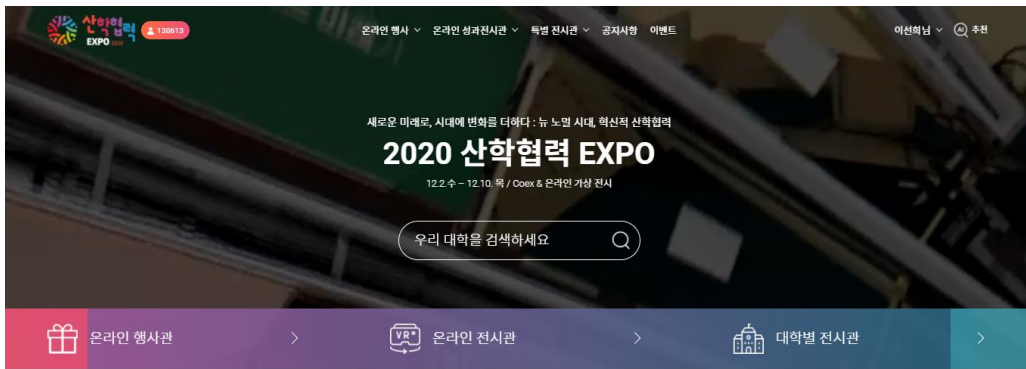 산학협력
EXPO 2020
130613
온라인 행사 온라인 성과전시관 특별 전시관 공지사항 이벤트
이선희님 AI 추천
새로운 미래로, 시대에 변화를 더하다 : 뉴 노멀 시대, 혁신적 산학협력
2020 산학협력 EXPO
12.2.수 – 12.10. 목 / Coex & 온라인 가상 전시
우리 대학을 검색하세요
온라인 행사관
VR 온라인 전시관
대학별 전시관